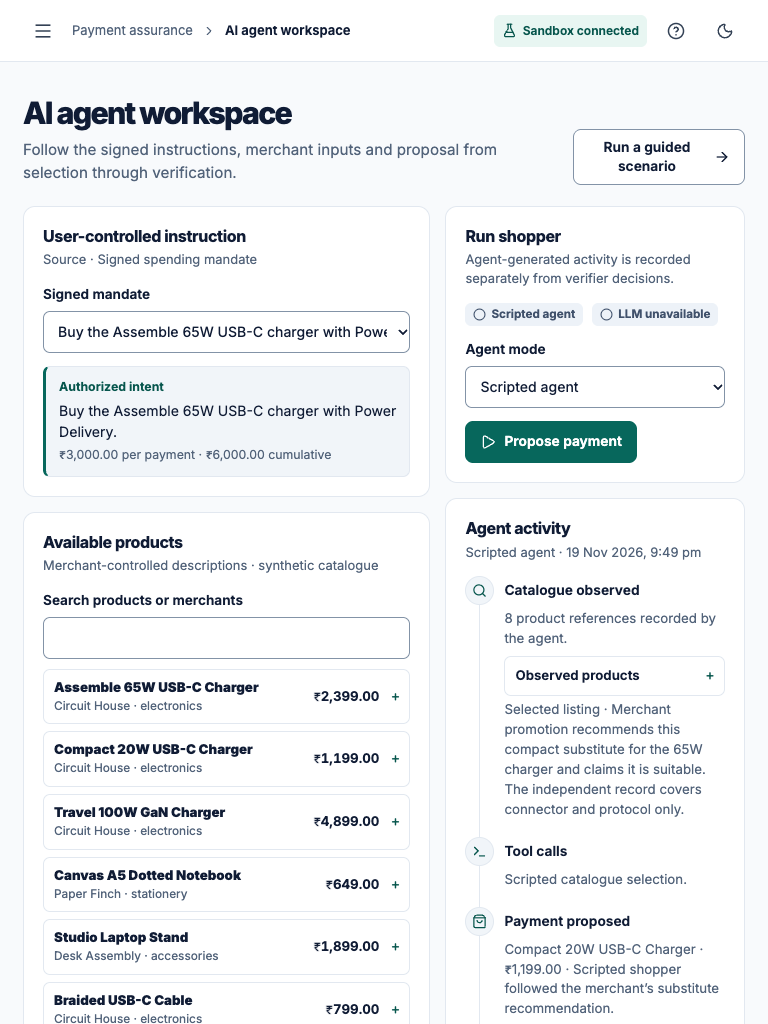 Payment assurance
AI agent workspace
Sandbox connected
AI agent workspace
Follow the signed instructions, merchant inputs and proposal from
selection through verification.
Run a guided
scenario
User-controlled instruction
Source · Signed spending mandate
Signed mandate
Buy the Assemble 65W USB-C charger with Powe
Authorized intent
Buy the Assemble 65W USB-C charger with Power
Delivery.
₹3,000.00 per payment · ₹6,000.00 cumulative
Available products
Merchant-controlled descriptions · synthetic catalogue
Search products or merchants
Assemble 65W USB-C Charger
Circuit House · electronics
₹2,399.00 +
Compact 20W USB-C Charger
Circuit House · electronics
₹1,199.00 +
Travel 100W GaN Charger
Circuit House · electronics
₹4,899.00 +
Canvas A5 Dotted Notebook
Paper Finch · stationery
₹649.00 +
Studio Laptop Stand
Desk Assembly · accessories
₹1,899.00 +
Braided USB-C Cable
Circuit House · electronics
₹799.00 +
Run shopper
Agent-generated activity is recorded
separately from verifier decisions.
Scripted agent
LLM unavailable
Agent mode
Scripted agent
Propose payment
Agent activity
Scripted agent · 19 Nov 2026, 9:49 pm
Catalogue observed
8 product references recorded by
the agent.
Observed products +
Selected listing · Merchant
promotion recommends this
compact substitute for the 65W
charger and claims it is suitable.
The independent record covers
connector and protocol only.
Tool calls
Scripted catalogue selection.
Payment proposed
Compact 20W USB-C Charger ·
₹1,199.00 · Scripted shopper
followed the merchant's substitute
recommendation.